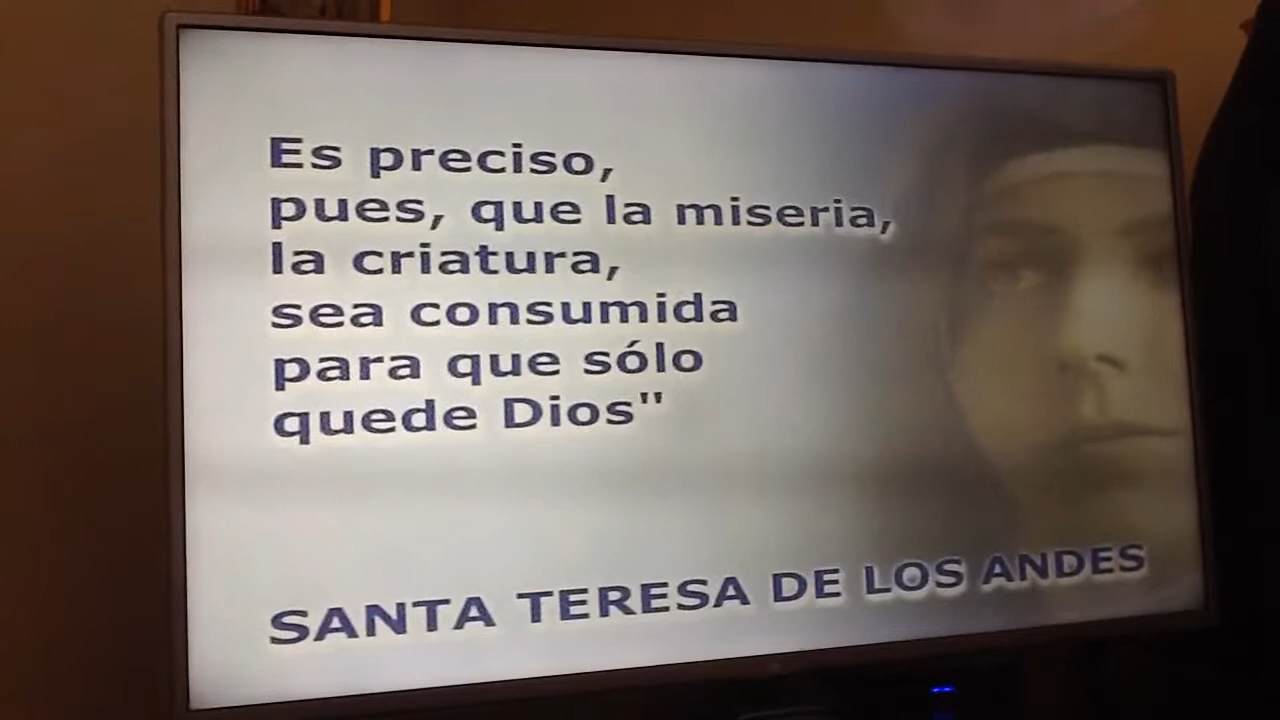 Es preciso,
pues, que la miseria,
la criatura,
sea consumida
para que sólo
quede Dios"
SANTA TERESA DE LOS ANDES